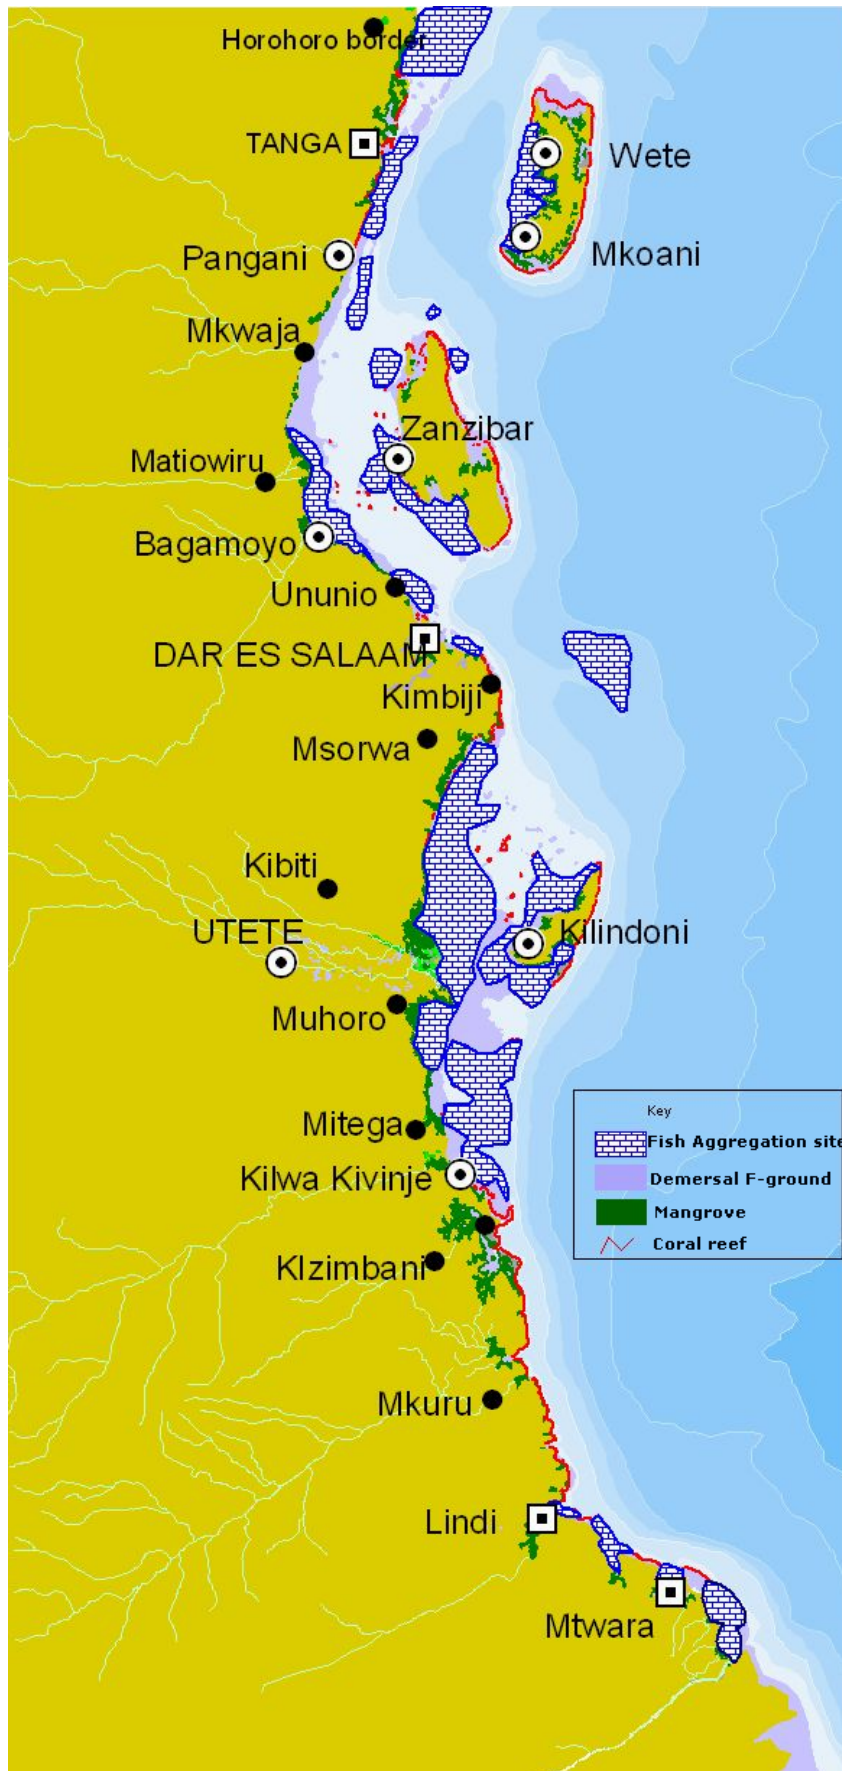 Horohoro border
TANGA
Wete
Pangani
Mkoani
Mkwaja
Zanzibar
Matiowiru
Bagamoyo
Ununio
DAR ES SALAAM
Kimbiji
Msorwa
Kibiti
UTETE
Kilindoni
Muhoro
Key
Mitega
Fish Aggregation site
Kilwa Kivinje
Demersal F-ground
Mangrove
Coral reef
KIzimbani
Mkuru
Lindi
Mtwara